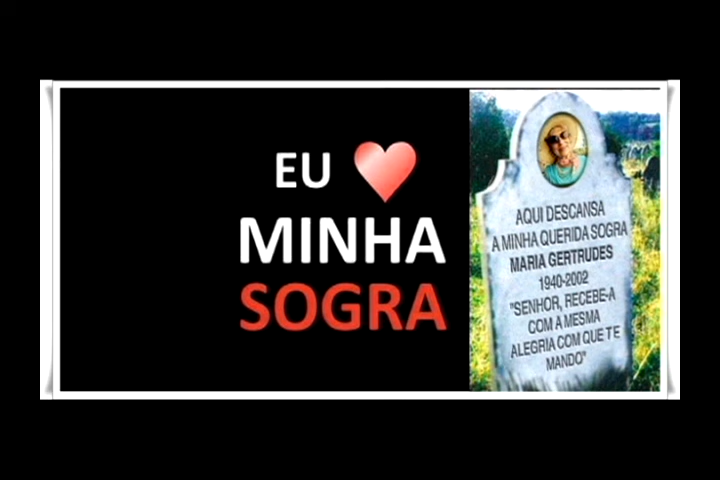 EU
MINHA
SOGRA
AQUI DESCANSA
A MINHA QUERIDA SOGRA
MARIA GERTRUDES
1940-2002
"SENHOR, RECEBE-A
COM A MESMA
ALEGRIA COM QUE TE
MANDO"